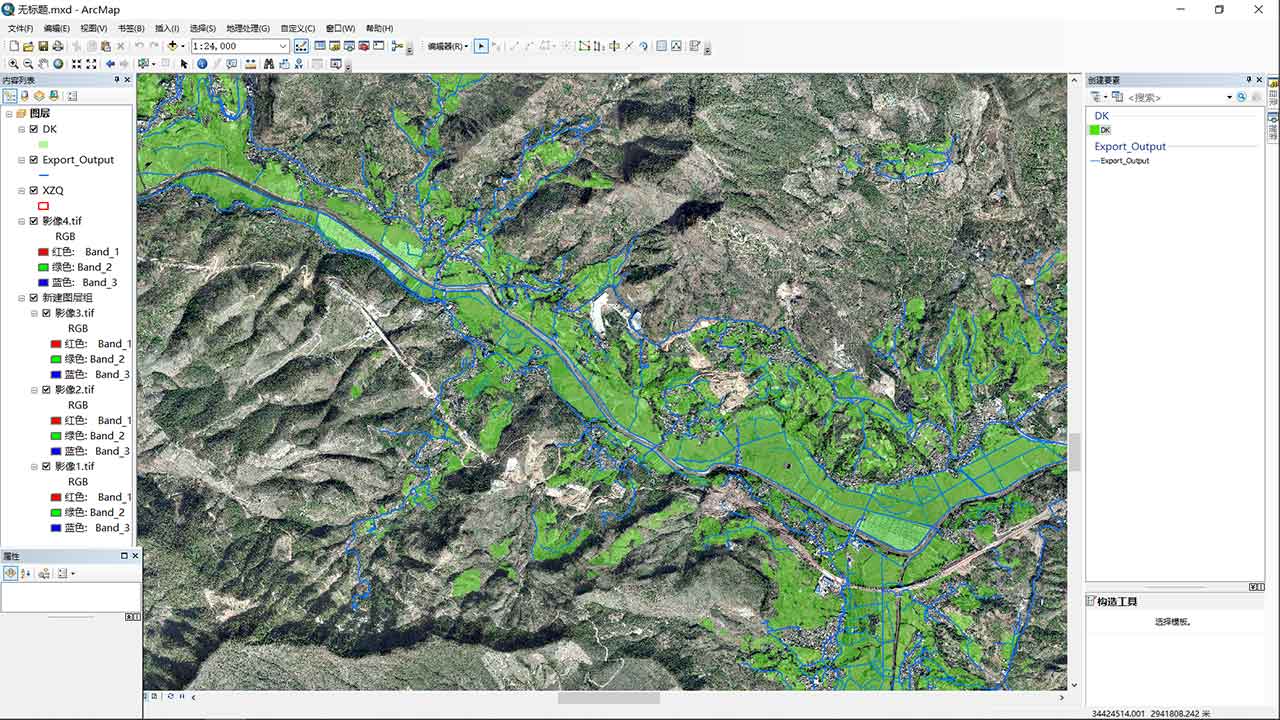 无标题.mxd - ArcMap
文件(F) 编辑(E) 视图(V) 书签(B) 插入(I) 选择(S) 地理处理(G) 自定义(C) 窗口(W) 帮助(H)
1:24,000
编辑器(R)
内容列表
图层
DK
Export_Output
XZQ
影像4.tif
RGB
红色: Band_1
绿色: Band_2
蓝色: Band_3
新建图层组
影像3.tif
RGB
红色: Band_1
绿色: Band_2
蓝色: Band_3
影像2.tif
RGB
红色: Band_1
绿色: Band_2
蓝色: Band_3
影像1.tif
RGB
红色: Band_1
绿色: Band_2
蓝色: Band_3
属性
创建要素
<搜索>
DK
DK
Export_Output
Export_Output
构造工具
选择模板。
34424514.001 2941808.242 米